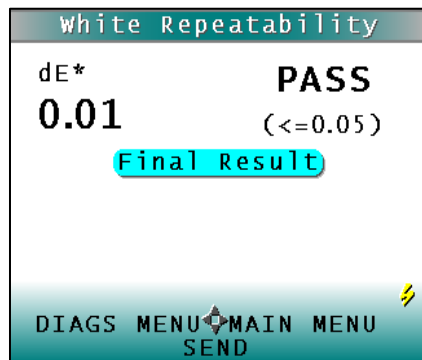 White Repeatability
dE*
PASS
0.01
(<=0.05)
Final Result
DIAGS MENU MAIN MENU
SEND